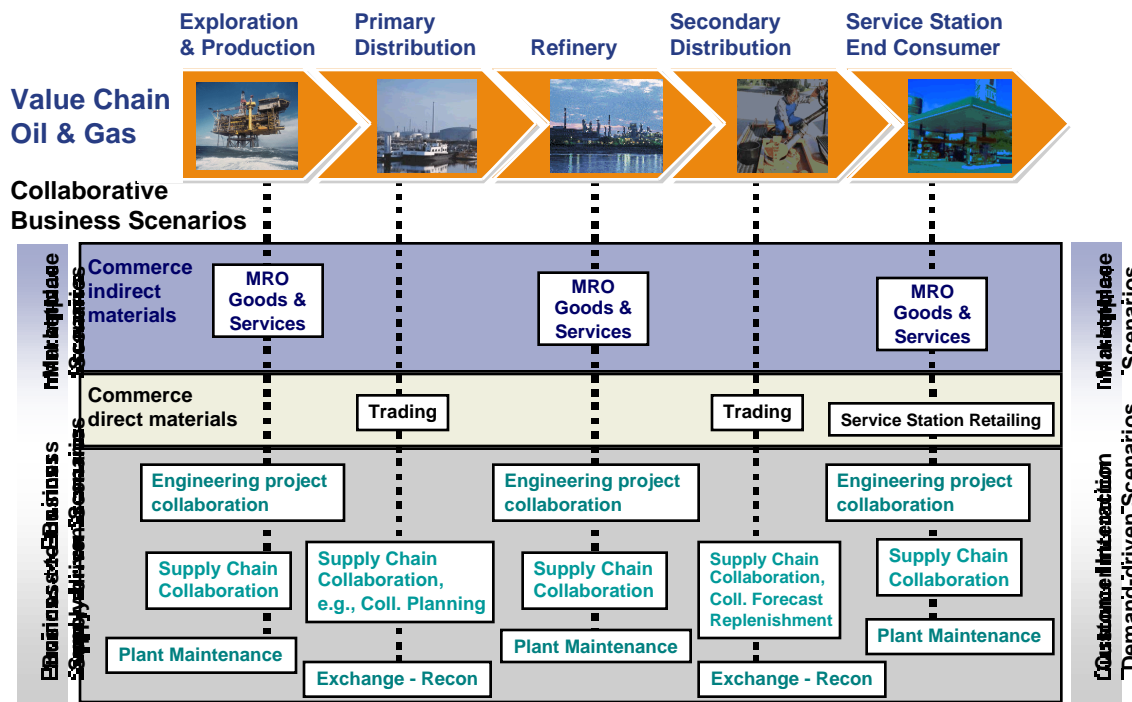 Exploration
& Production
Primary
Distribution
Refinery
Secondary
Distribution
Service Station
End Consumer
Value Chain
Oil & Gas
Collaborative
Business Scenarios
Commerce
indirect
materials
MRO
Goods &
Services
MRO
Goods &
Services
MRO
Goods &
Services
Commerce
direct materials
Trading
Trading
Service Station Retailing
Engineering project
collaboration
Engineering project
collaboration
Engineering project
collaboration
Supply Chain
Collaboration
Supply Chain
Collaboration,
e.g., Coll. Planning
Supply Chain
Collaboration
Supply Chain
Collaboration,
Coll. Forecast
Replenishment
Supply Chain
Collaboration
Plant Maintenance
Plant Maintenance
Plant Maintenance
Exchange - Recon
Exchange - Recon
Scenarios
Demand-driven Scenarios